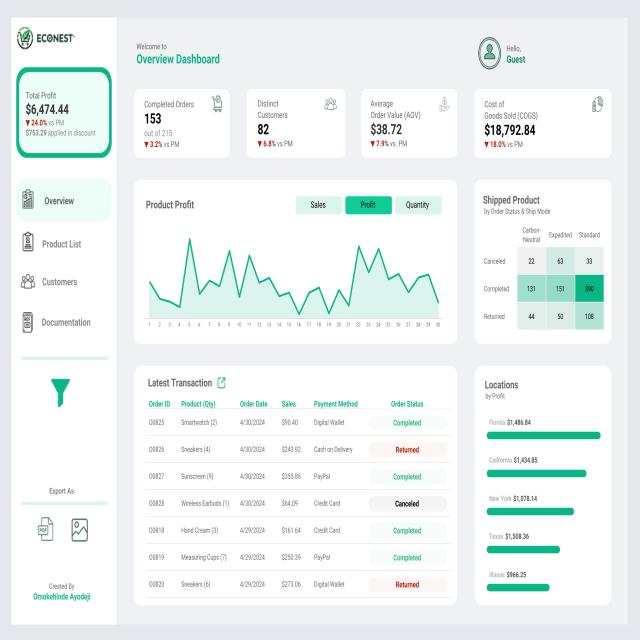 ECONEST
Total Profit
$6,474.44
▼ 24.0% vs PM
$753.29 applied in discount
Overview
Product List
Customers
Documentation
Export As
PDF
Created By
Omokehinde Ayodeji
Welcome to
Overview Dashboard
Hello,
Guest
Completed Orders
153
out of 215
▼ 3.2% vs PM
Distinct
Customers
82
▼ 6.8% vs PM
Average
Order Value (AOV)
$38.72
▼ 7.9% vs. PM
Cost of
Goods Sold (COGS)
$18,792.84
▼ 18.0% vs PM
Product Profit
Sales Profit Quantity
1 2 3 4 5 6 7 8 9 10 11 12 13 14 15 16 17 18 19 20 21 22 23 24 25 26 27 28 29 30
Shipped Product
by Order Status & Ship Mode
Carbon-
Neutral Expedited Standard
Canceled 22 63 33
Completed 131 151 390
Returned 44 50 108
Latest Transaction
Order ID Product (Qty) Order Date Sales Payment Method Order Status
O0825 Smartwatch (2) 4/30/2024 $90.40 Digital Wallet Completed
O0826 Sneakers (4) 4/30/2024 $243.92 Cash on Delivery Returned
O0827 Sunscreen (9) 4/30/2024 $355.86 PayPal Completed
O0828 Wireless Earbuds (1) 4/30/2024 $64.09 Credit Card Canceled
O0818 Hand Cream (3) 4/29/2024 $161.64 Credit Card Completed
O0819 Measuring Cups (7) 4/29/2024 $250.39 PayPal Completed
O0820 Sneakers (6) 4/29/2024 $273.06 Digital Wallet Returned
Locations
by Profit
Florida $1,486.84
California $1,434.85
New York $1,078.14
Texas $1,508.36
Illinois $966.25